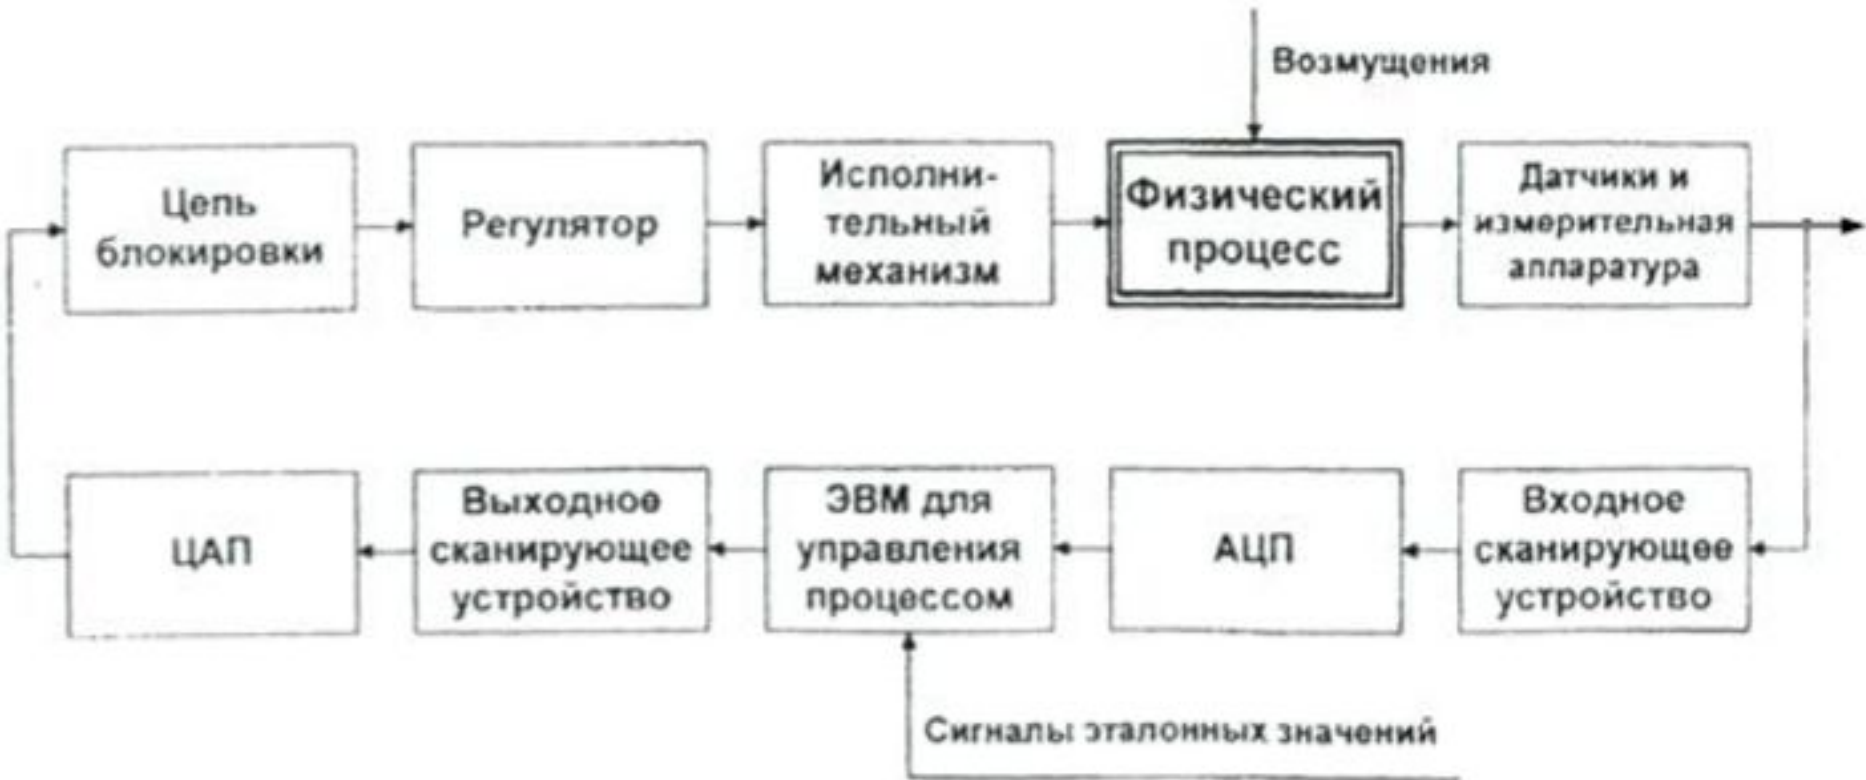 Возмущения
Цепь
блокировки
Регулятор
Исполни-
тельный
механизм
Физический
процесс
Датчики и
измерительная
аппаратура
ЦАП
Выходное
сканирующее
устройство
ЭВМ для
управления
процессом
АЦП
Входное
сканирующее
устройство
Сигналы эталонных значений